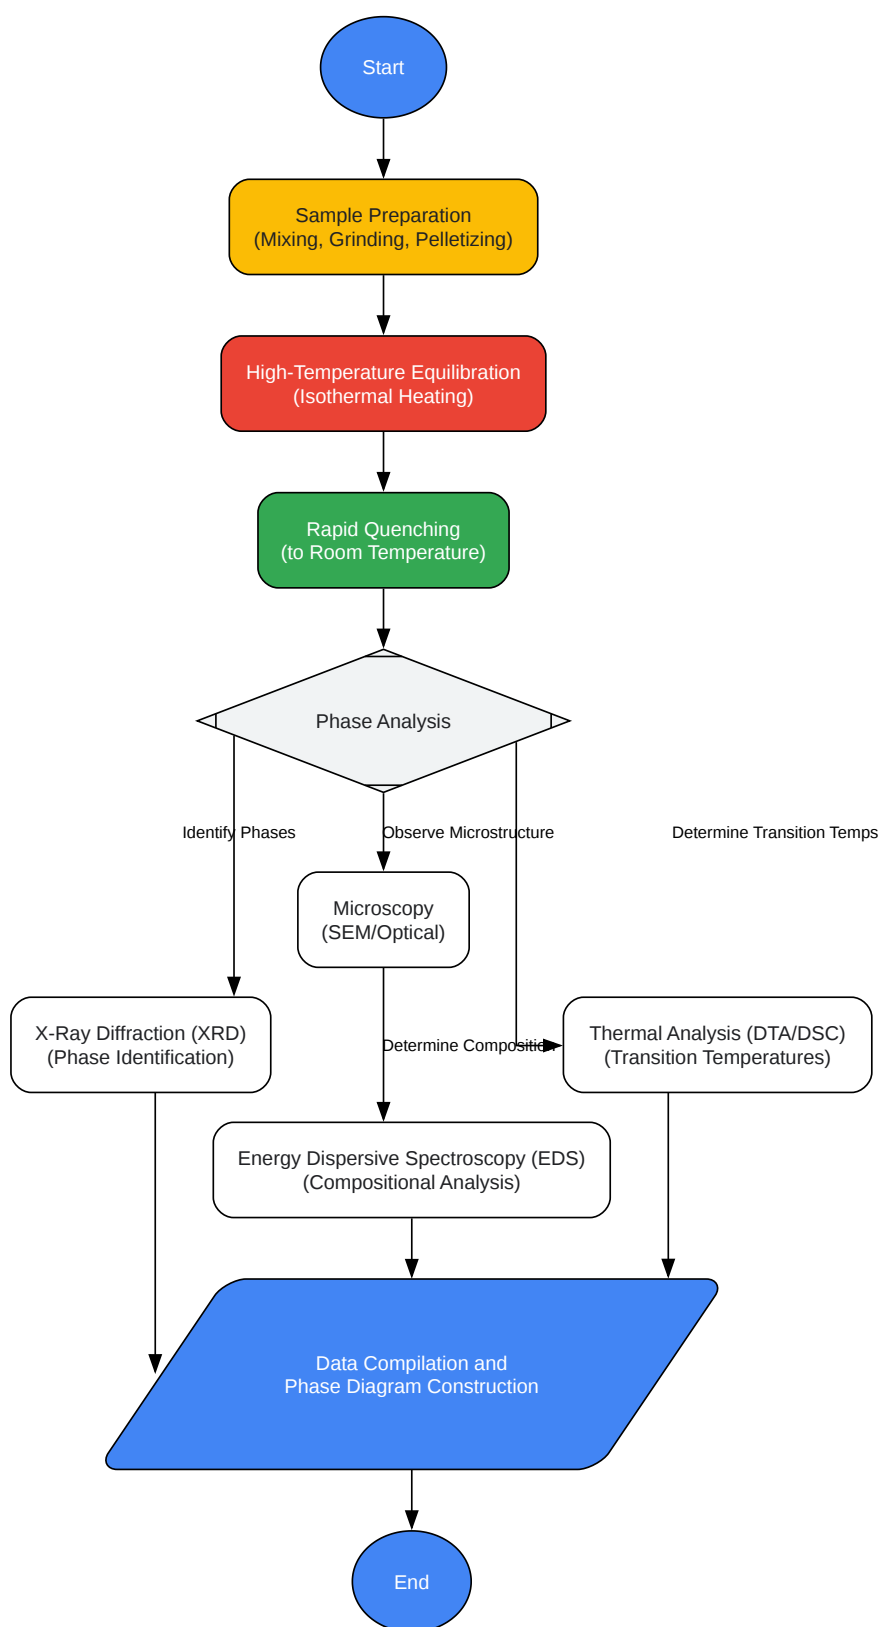 Start
Sample Preparation
(Mixing, Grinding, Pelletizing)
High-Temperature Equilibration
(Isothermal Heating)
Rapid Quenching
(to Room Temperature)
Phase Analysis
Identify Phases
Observe Microstructure
Determine Transition Temps
Microscopy
(SEM/Optical)
X-Ray Diffraction (XRD)
(Phase Identification)
Determine Composition
Thermal Analysis (DTA/DSC)
(Transition Temperatures)
Energy Dispersive Spectroscopy (EDS)
(Compositional Analysis)
Data Compilation and
Phase Diagram Construction
End